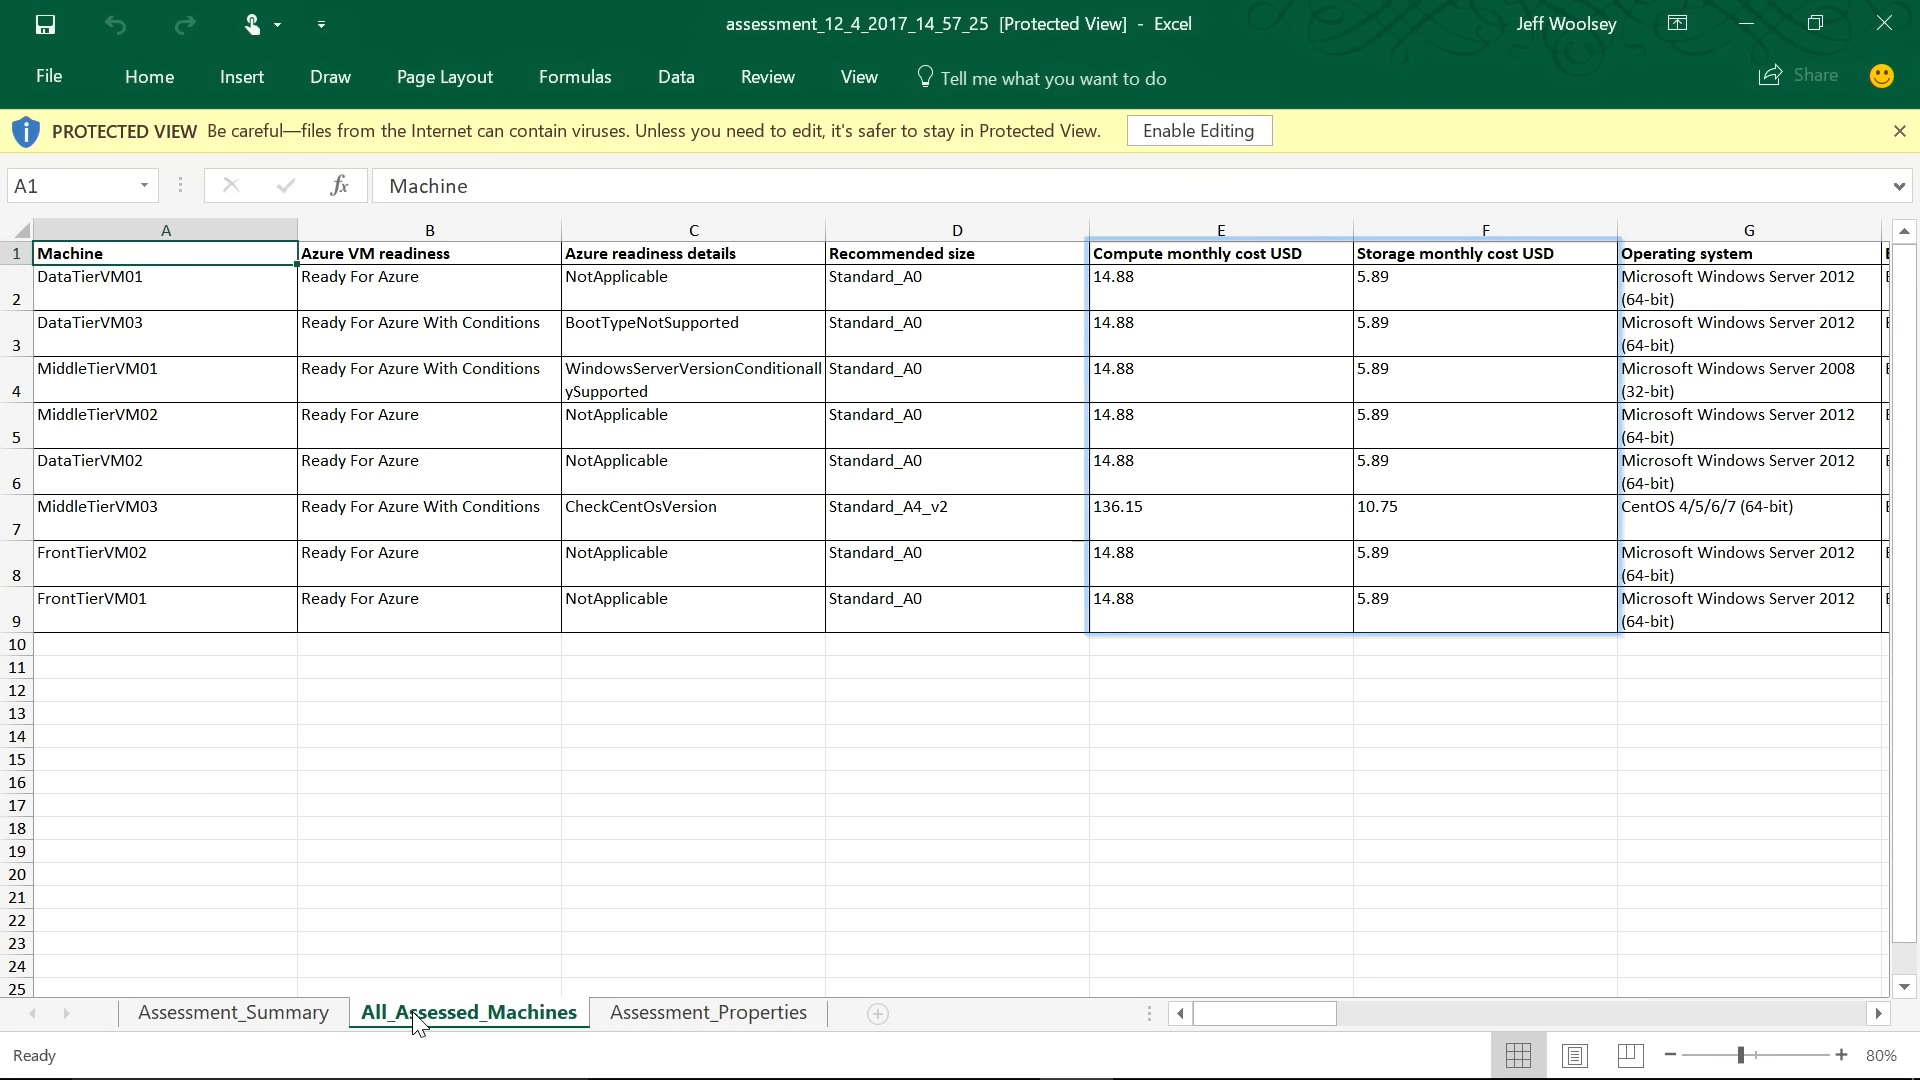 assessment_12_4_2017_14_57_25 [Protected View] - Excel
Jeff Woolsey
File Home Insert Draw Page Layout Formulas Data Review View Tell me what you want to do Share
PROTECTED VIEW Be careful—files from the Internet can contain viruses. Unless you need to edit, it's safer to stay in Protected View. Enable Editing
A1 fx Machine
A B C D E F G
1 Machine Azure VM readiness Azure readiness details Recommended size Compute monthly cost USD Storage monthly cost USD Operating system
DataTierVM01 Ready For Azure NotApplicable Standard_A0 14.88 5.89 Microsoft Windows Server 2012
2 (64-bit)
DataTierVM03 Ready For Azure With Conditions BootTypeNotSupported Standard_A0 14.88 5.89 Microsoft Windows Server 2012
3 (64-bit)
MiddleTierVM01 Ready For Azure With Conditions WindowsServerVersionConditionall Standard_A0 14.88 5.89 Microsoft Windows Server 2008
4 ySupported (32-bit)
MiddleTierVM02 Ready For Azure NotApplicable Standard_A0 14.88 5.89 Microsoft Windows Server 2012
5 (64-bit)
DataTierVM02 Ready For Azure NotApplicable Standard_A0 14.88 5.89 Microsoft Windows Server 2012
6 (64-bit)
MiddleTierVM03 Ready For Azure With Conditions CheckCentOsVersion Standard_A4_v2 136.15 10.75 CentOS 4/5/6/7 (64-bit)
7
FrontTierVM02 Ready For Azure NotApplicable Standard_A0 14.88 5.89 Microsoft Windows Server 2012
8 (64-bit)
FrontTierVM01 Ready For Azure NotApplicable Standard_A0 14.88 5.89 Microsoft Windows Server 2012
9 (64-bit)
10
11
12
13
14
15
16
17
18
19
20
21
22
23
24
25
Assessment_Summary All_Assessed_Machines Assessment_Properties
Ready 80%